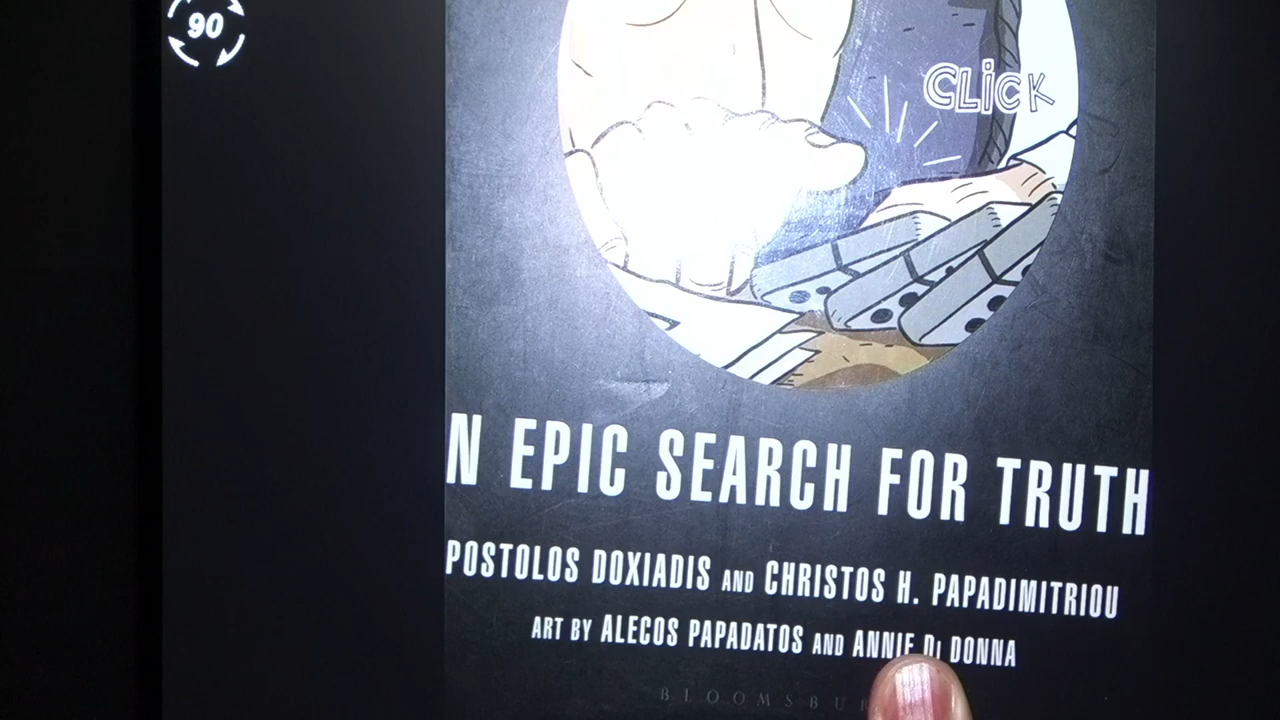 90
CLiCK
N EPIC SEARCH FOR TRUTH
POSTOLOS DOXIADIS AND CHRISTOS H. PAPADIMITRIOU
ART BY ALECOS PAPADATOS AND ANNIE DI DONNA
BLOOMSBU